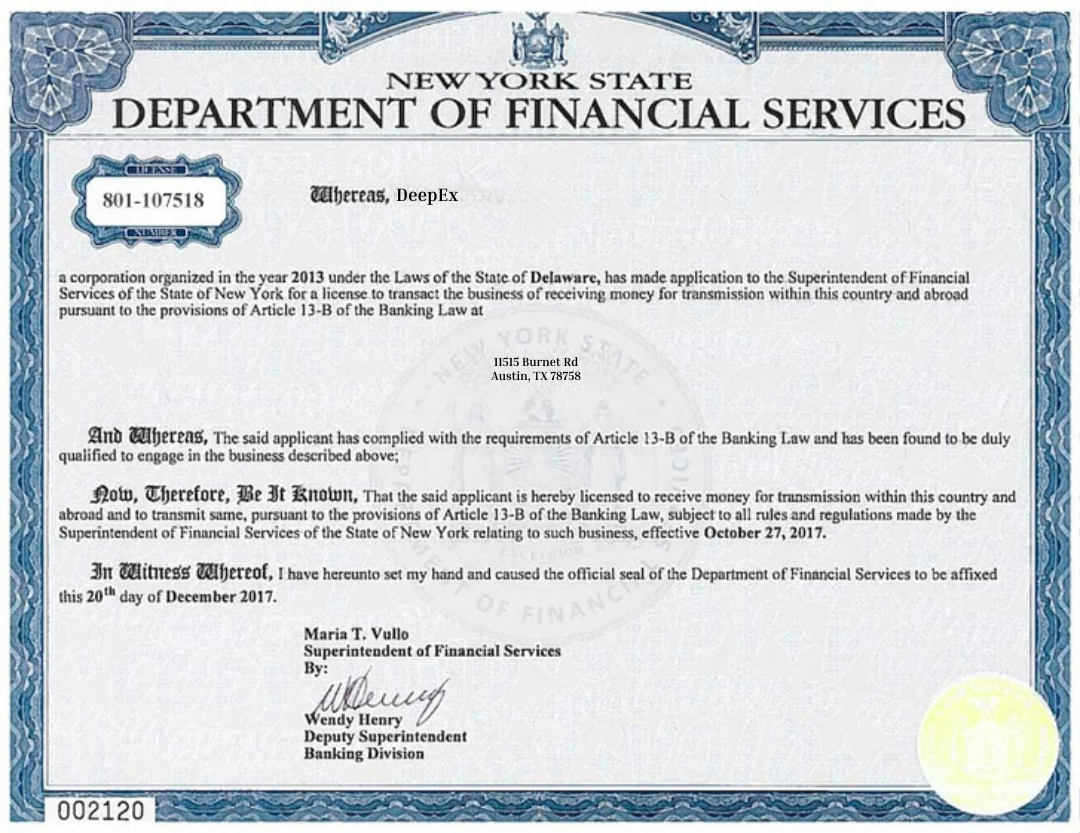 NEW YORK STATE
DEPARTMENT OF FINANCIAL SERVICES
LICENSE
801-107518
NUMBER
Whereas, DeepEx
a corporation organized in the year 2013 under the Laws of the State of Delaware, has made application to the Superintendent of Financial
Services of the State of New York for a license to transact the business of receiving money for transmission within this country and abroad
pursuant to the provisions of Article 13-B of the Banking Law at
NEW YORK STATE
11515 Burnet Rd
Austin, TX 78758
And Whereas, The said applicant has complied with the requirements of Article 13-B of the Banking Law and has been found to be duly
qualified to engage in the business described above;
Now, Therefore, Be It Known, That the said applicant is hereby licensed to receive money for transmission within this country and
abroad and to transmit same, pursuant to the provisions of Article 13-B of the Banking Law, subject to all rules and regulations made by the
Superintendent of Financial Services of the State of New York relating to such business, effective October 27, 2017.
EXCELSIOR
In Witness Whereof, I have hereunto set my hand and caused the official seal of the Department of Financial Services to be affixed
this 20th day of December 2017.
OF FINANCIAL
Maria T. Vullo
Superintendent of Financial Services
By:
Wendy Henry
Deputy Superintendent
Banking Division
002120